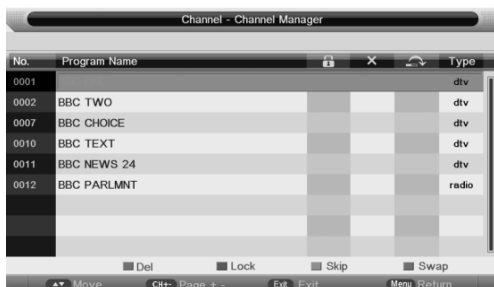 Channel - Channel Manager
No. Program Name Type
0001 dtv
0002 BBC TWO dtv
0007 BBC CHOICE dtv
0010 BBC TEXT dtv
0011 BBC NEWS 24 dtv
0012 BBC PARLMNT radio
Del Lock Skip Swap
Move CH+- Page + - Exit Exit Menu Return